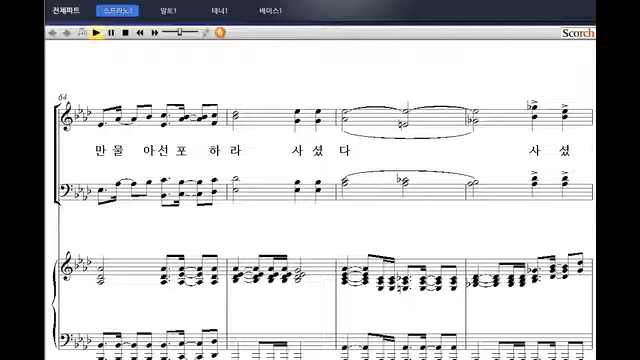 전체파트 소프라노1 알토1 테너1 베이스1
Scorch
64
만 물 아 선 포 하 라 사 셨 다 사 셨